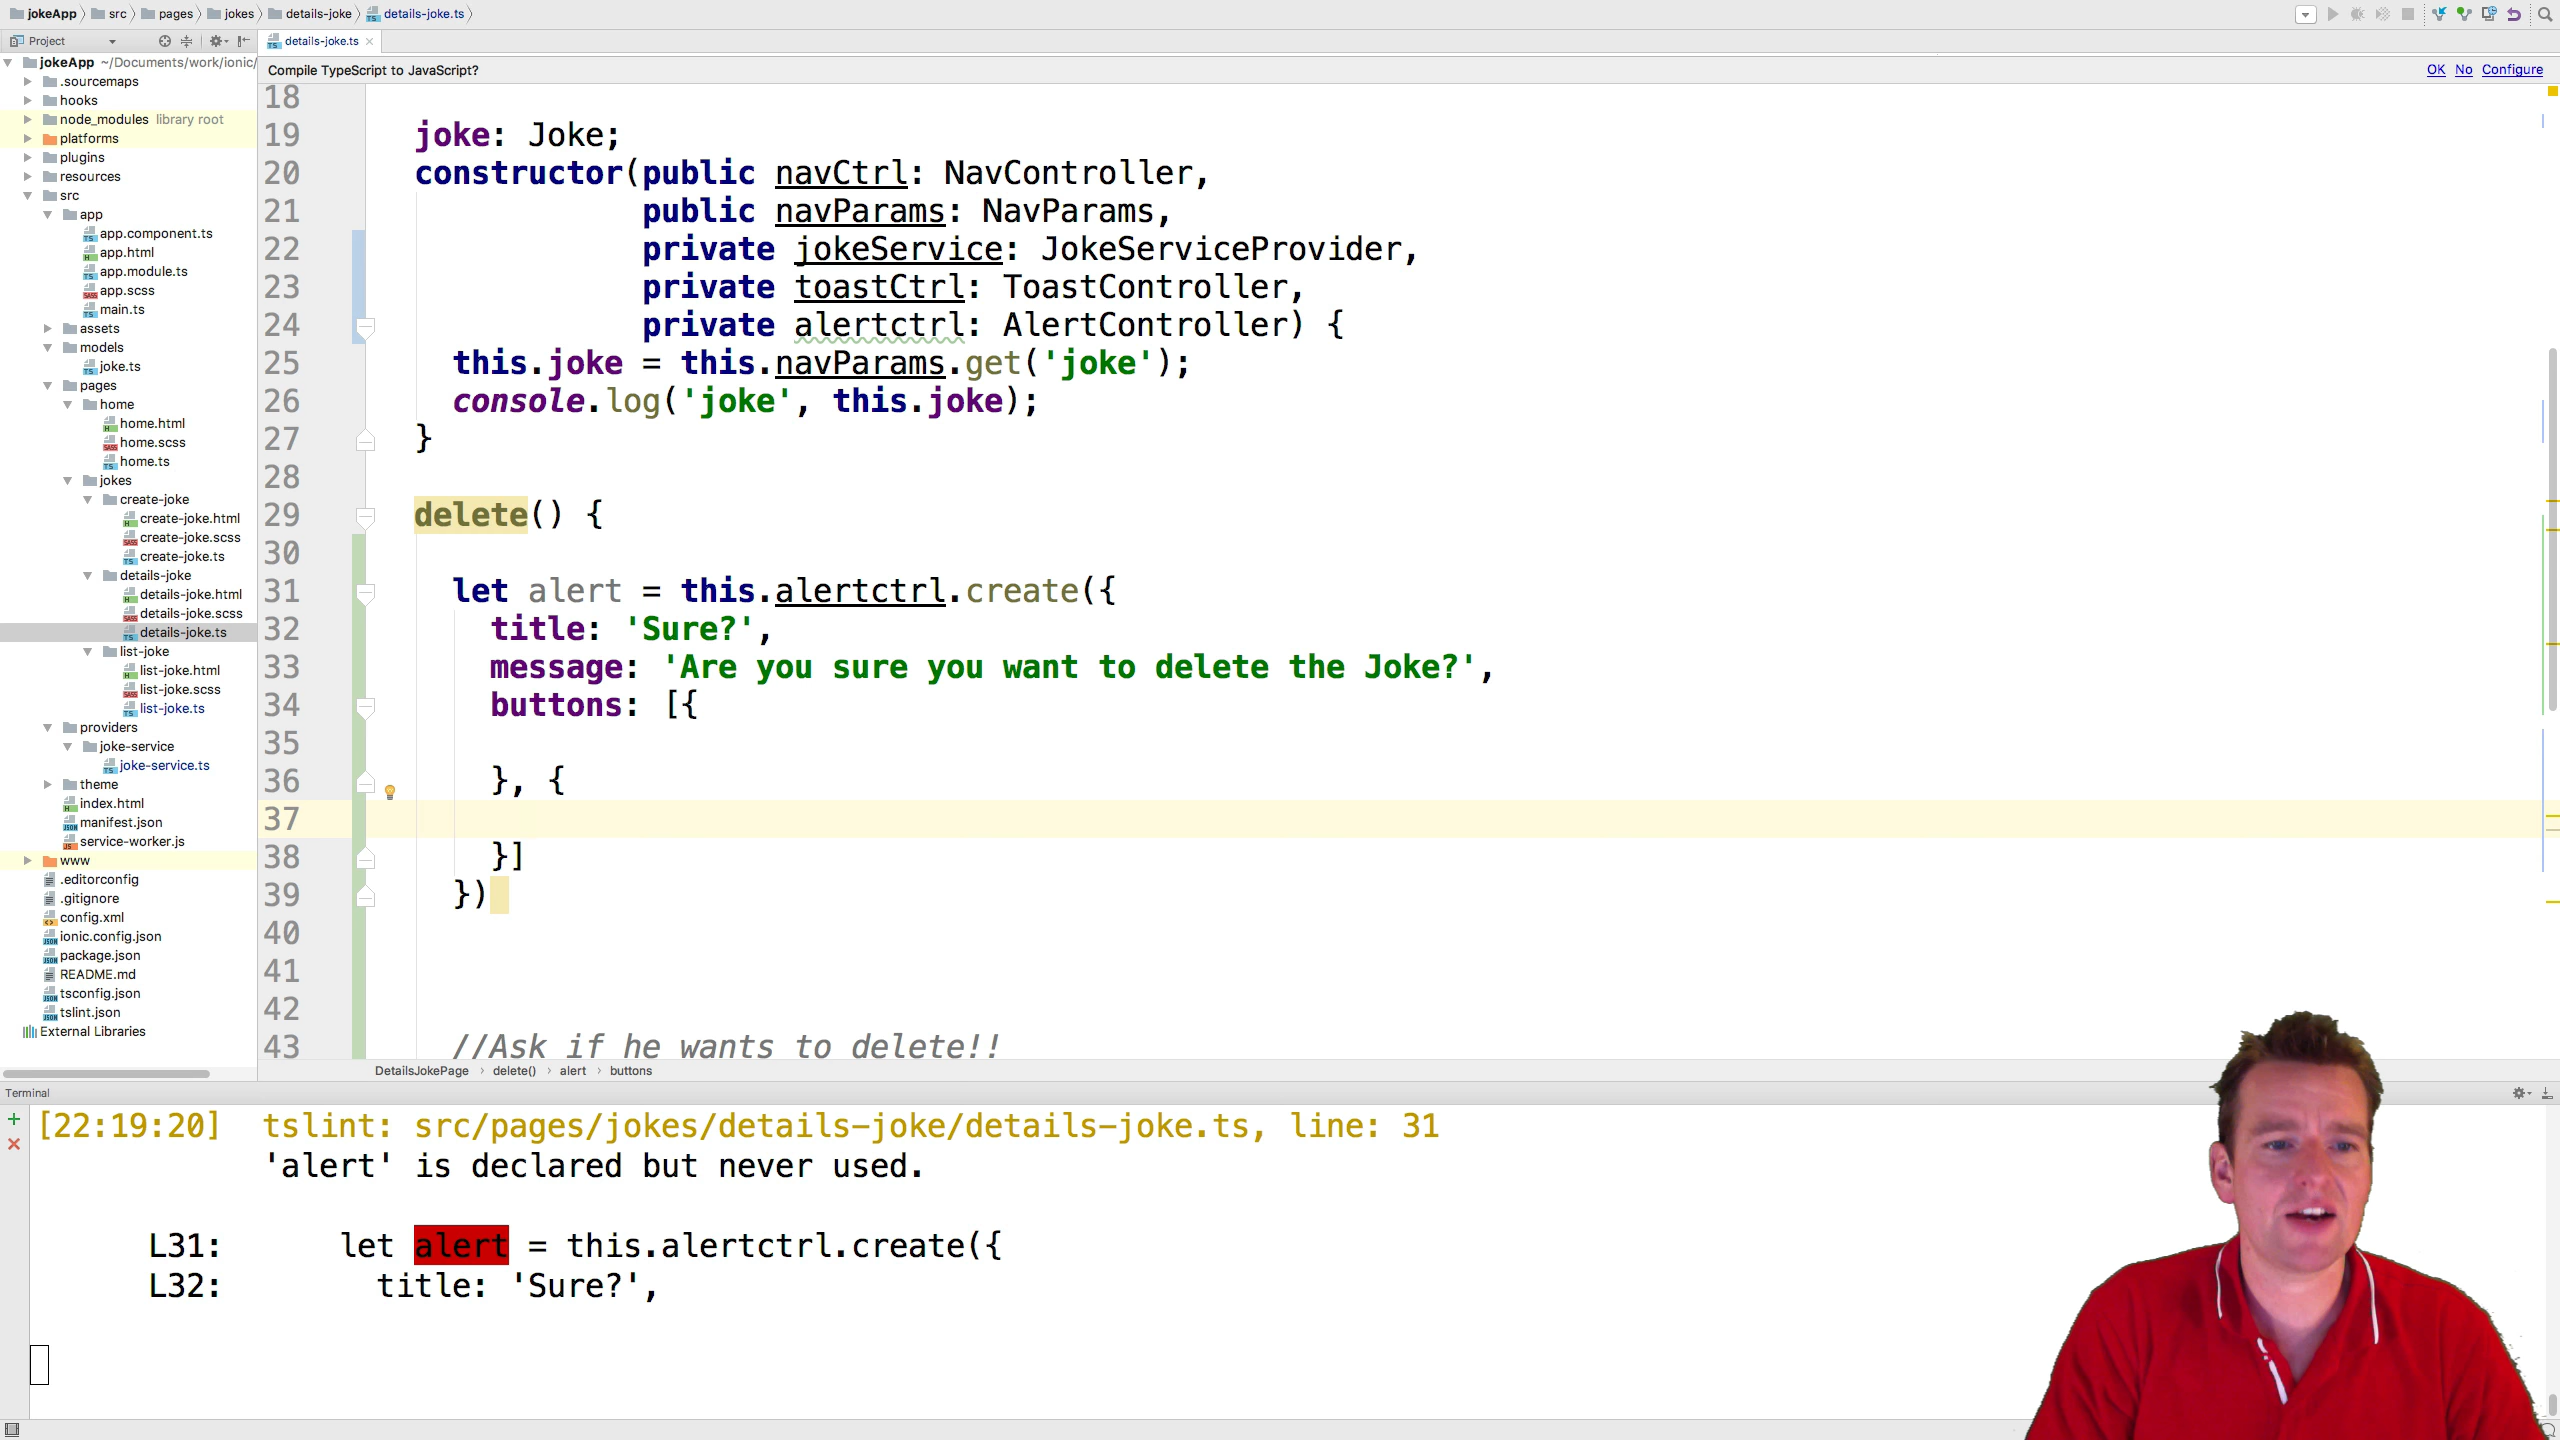 jokeApp src pages jokes details-joke details-joke.ts
Project
details-joke.ts
jokeApp ~/Documents/work/ionic/
.sourcemaps
hooks
node_modules library root
platforms
plugins
resources
src
app
app.component.ts
app.html
app.module.ts
app.scss
main.ts
assets
models
joke.ts
pages
home
home.html
home.scss
home.ts
jokes
create-joke
create-joke.html
create-joke.scss
create-joke.ts
details-joke
details-joke.html
details-joke.scss
details-joke.ts
list-joke
list-joke.html
list-joke.scss
list-joke.ts
providers
joke-service
joke-service.ts
theme
index.html
manifest.json
service-worker.js
www
.editorconfig
.gitignore
config.xml
ionic.config.json
package.json
README.md
tsconfig.json
tslint.json
External Libraries
Compile TypeScript to JavaScript? OK No Configure
18
19 joke: Joke;
20 constructor(public navCtrl: NavController,
21 public navParams: NavParams,
22 private jokeService: JokeServiceProvider,
23 private toastCtrl: ToastController,
24 private alertctrl: AlertController) {
25 this.joke = this.navParams.get('joke');
26 console.log('joke', this.joke);
27 }
28
29 delete() {
30
31 let alert = this.alertctrl.create({
32 title: 'Sure?',
33 message: 'Are you sure you want to delete the Joke?',
34 buttons: [{
35
36 }, {
37
38 }]
39 })
40
41
42
43 //Ask if he wants to delete!!
DetailsJokePage delete() alert buttons
Terminal
[22:19:20] tslint: src/pages/jokes/details-joke/details-joke.ts, line: 31
'alert' is declared but never used.
L31: let alert = this.alertctrl.create({
L32: title: 'Sure?',